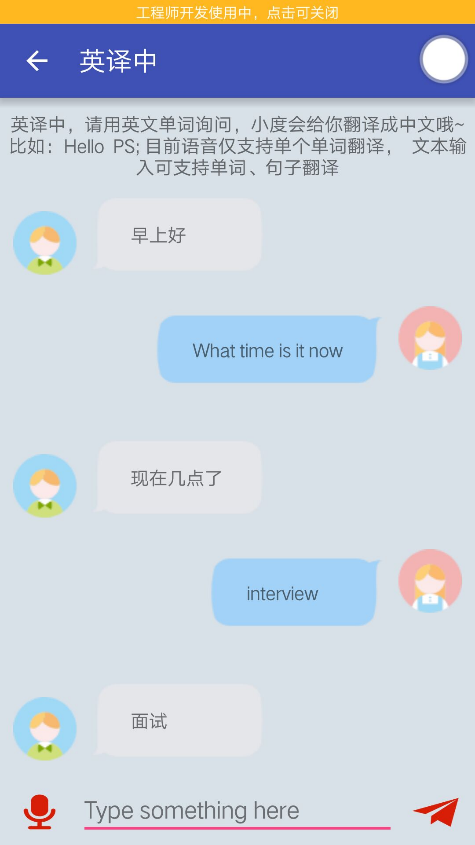 工程师开发使用中，点击可关闭
英译中
英译中，请用英文单词询问，小度会给你翻译成中文哦~
比如：Hello PS; 目前语音仅支持单个单词翻译， 文本输
入可支持单词、句子翻译
早上好
What time is it now
现在几点了
interview
面试
Type something here